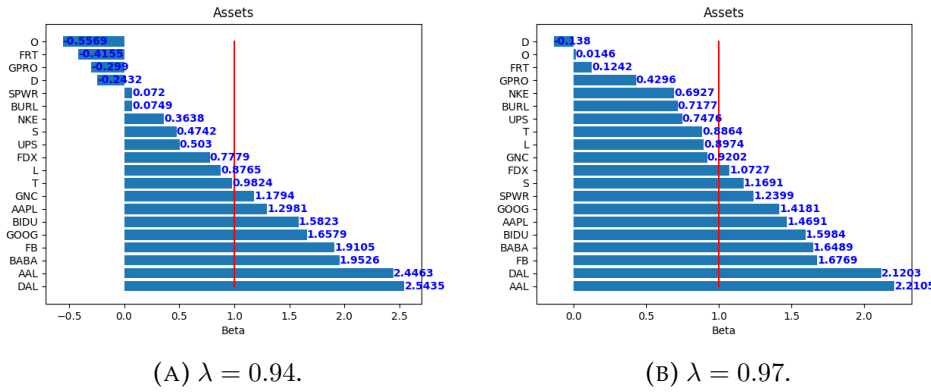 Assets
O -0.5569
FRT -0.4155
GPRO -0.299
D -0.2432
SPWR 0.072
BURL 0.0749
NKE 0.3638
S 0.4742
UPS 0.503
FDX 0.7779
L 0.8765
T 0.9824
GNC 1.1794
AAPL 1.2981
BIDU 1.5823
GOOG 1.6579
FB 1.9105
BABA 1.9526
AAL 2.4463
DAL 2.5435
−0.5 0.0 0.5 1.0 1.5 2.0 2.5
Beta
(A) λ = 0.94.
Assets
D -0.138
O 0.0146
FRT 0.1242
GPRO 0.4296
NKE 0.6927
BURL 0.7177
UPS 0.7476
T 0.8864
L 0.8974
GNC 0.9202
FDX 1.0727
S 1.1691
SPWR 1.2399
GOOG 1.4181
AAPL 1.4691
BIDU 1.5984
BABA 1.6489
FB 1.6769
DAL 2.1203
AAL 2.2105
0.0 0.5 1.0 1.5 2.0
Beta
(B) λ = 0.97.